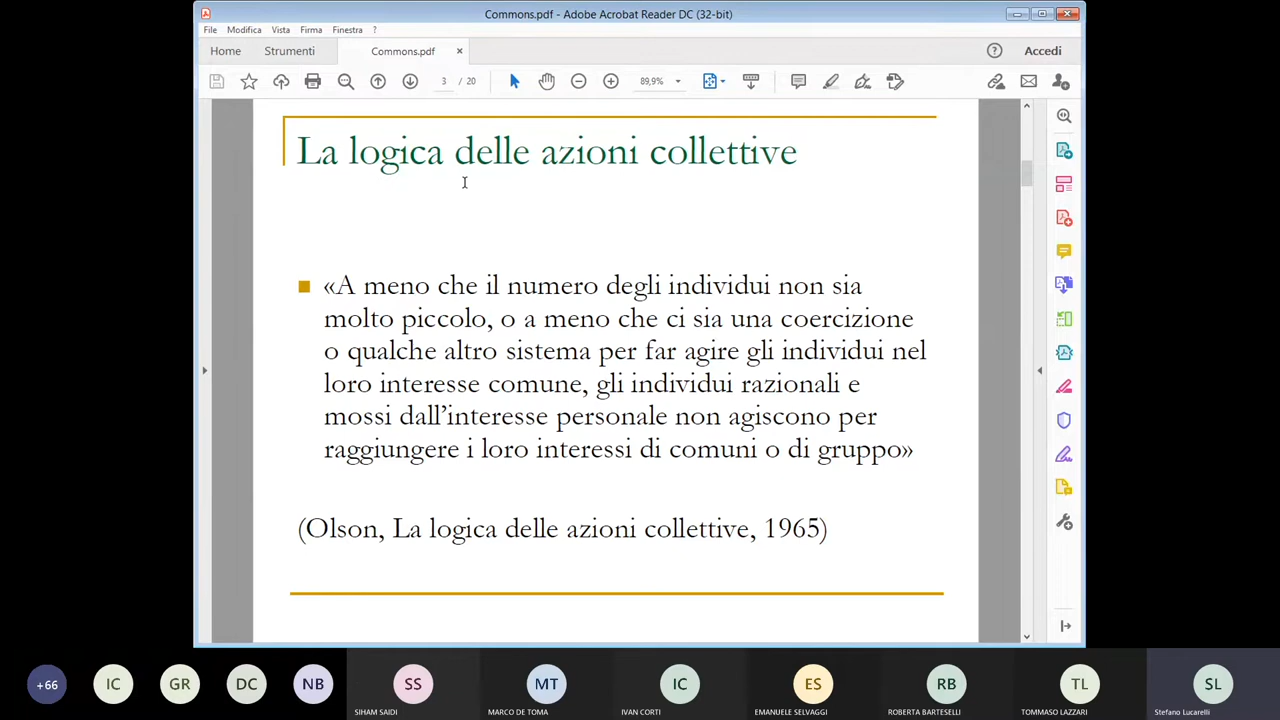 Commons.pdf - Adobe Acrobat Reader DC (32-bit)
File Modifica Vista Firma Finestra ?
Home Strumenti Commons.pdf × Accedi
3 / 20 89,9%
La logica delle azioni collettive
«A meno che il numero degli individui non sia
molto piccolo, o a meno che ci sia una coercizione
o qualche altro sistema per far agire gli individui nel
loro interesse comune, gli individui razionali e
mossi dall’interesse personale non agiscono per
raggiungere i loro interessi di comuni o di gruppo»
(Olson, La logica delle azioni collettive, 1965)
+66 IC GR DC NB SS MT IC ES RB TL SL
SIHAM SAIDI MARCO DE TOMA IVAN CORTI EMANUELE SELVAGGI ROBERTA BARTESELLI TOMMASO LAZZARI Stefano Lucarelli